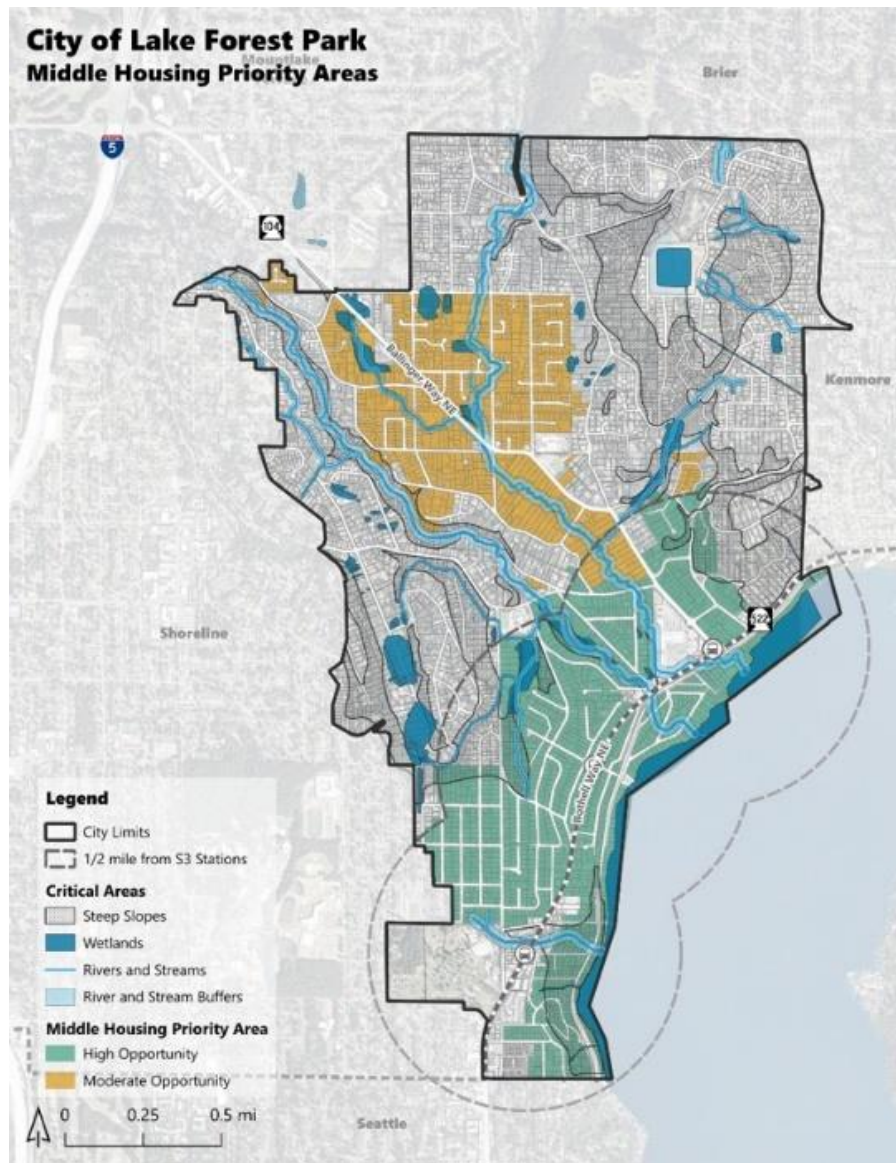 City of Lake Forest Park
Mountlake
Middle Housing Priority Areas
Brier
5
104
Ballinger Way NE
Kenmore
Shoreline
522
Bothell Way NE
Legend
City Limits
1/2 mile from S3 Stations
Critical Areas
Steep Slopes
Wetlands
Rivers and Streams
River and Stream Buffers
Middle Housing Priority Area
High Opportunity
Moderate Opportunity
0 0.25 0.5 mi
Seattle